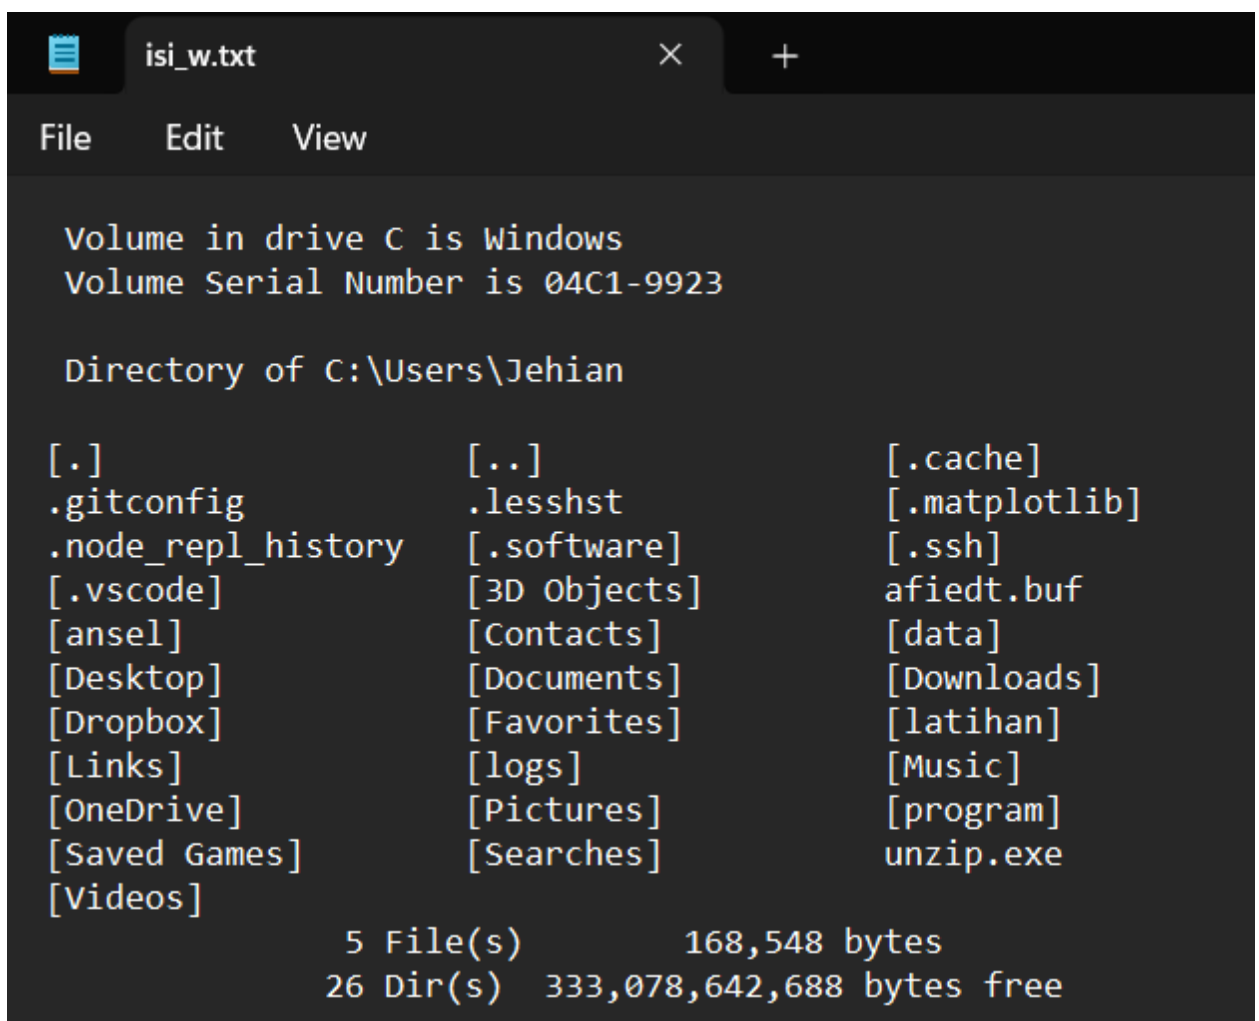 isi_w.txt
File Edit View
Volume in drive C is Windows
Volume Serial Number is 04C1-9923
Directory of C:\Users\Jehian
[.] [..] [.cache]
.gitconfig .lesshst [.matplotlib]
.node_repl_history [.software] [.ssh]
[.vscode] [3D Objects] afiedt.buf
[ansel] [Contacts] [data]
[Desktop] [Documents] [Downloads]
[Dropbox] [Favorites] [latihan]
[Links] [logs] [Music]
[OneDrive] [Pictures] [program]
[Saved Games] [Searches] unzip.exe
[Videos]
5 File(s) 168,548 bytes
26 Dir(s) 333,078,642,688 bytes free